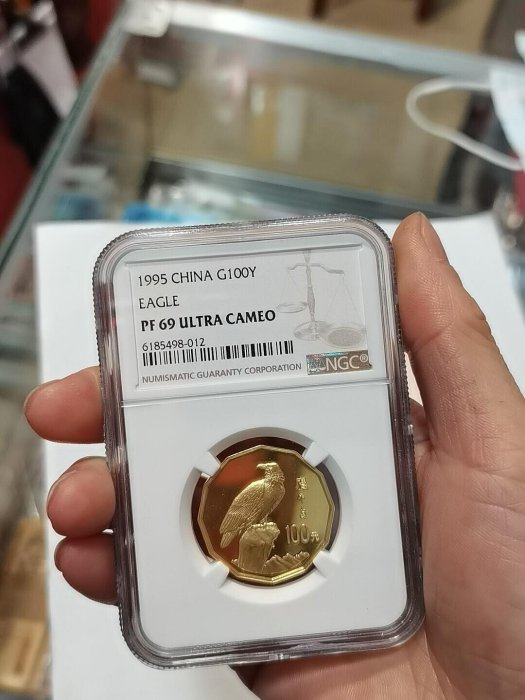 1995 CHINA G100Y
EAGLE
PF 69 ULTRA CAMEO
6185498-012
NUMISMATIC GUARANTY CORPORATION
NGC®
100元